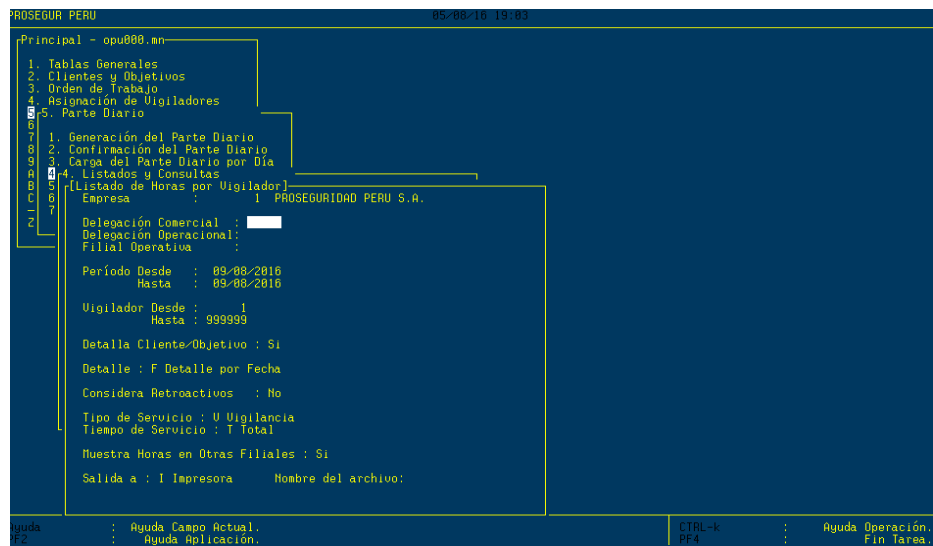 PROSEGUR PERU 05/08/16 19:03
Principal - opu000.mn
1. Tablas Generales
2. Clientes y Objetivos
3. Orden de Trabajo
4. Asignación de Vigiladores
5 5. Parte Diario
6
7 1. Generación del Parte Diario
8 2. Confirmación del Parte Diario
9 3. Carga del Parte Diario por Día
A 4 4. Listados y Consultas
B 5 [Listado de Horas por Vigilador]
C 6 Empresa : 1 PROSEGURIDAD PERU S.A.
- 7
Z Delegación Comercial :
Delegación Operacional:
Filial Operativa :
Período Desde : 09/08/2016
Hasta : 09/08/2016
Vigilador Desde : 1
Hasta : 999999
Detalla Cliente/Objetivo : Si
Detalle : F Detalle por Fecha
Considera Retroactivos : No
Tipo de Servicio : V Vigilancia
Tiempo de Servicio : T Total
Muestra Horas en Otras Filiales : Si
Salida a : I Impresora Nombre del archivo:
Ayuda : Ayuda Campo Actual. CTRL-k : Ayuda Operación.
PF2 : Ayuda Aplicación. PF4 : Fin Tarea.